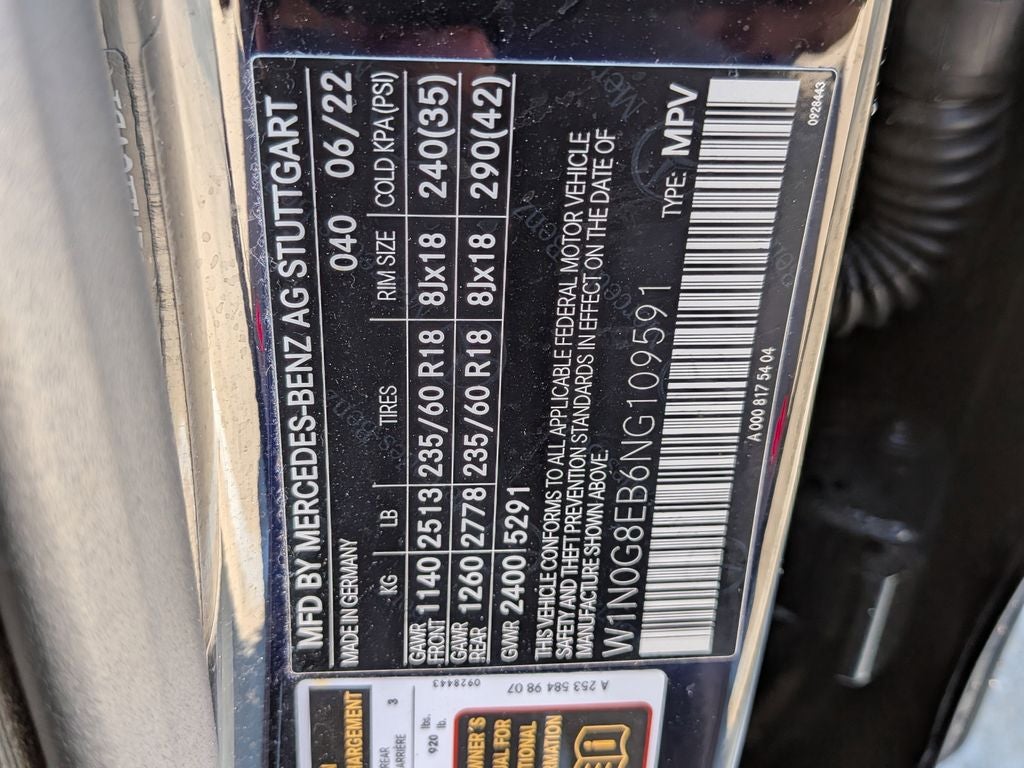 MFD BY MERCEDES-BENZ AG STUTTGART
MADE IN GERMANY 040 06/22
KG LB TIRES RIM SIZE COLD KPA(PSI)
GAWR FRONT 1140 2513 235/60 R18 8Jx18 240(35)
GAWR REAR 1260 2778 235/60 R18 8Jx18 290(42)
GVWR 2400 5291
THIS VEHICLE CONFORMS TO ALL APPLICABLE FEDERAL MOTOR VEHICLE
SAFETY AND THEFT PREVENTION STANDARDS IN EFFECT ON THE DATE OF
MANUFACTURE SHOWN ABOVE.
W1N0G8EB6NG109591 TYPE: MPV
A 000 817 54 04 0928443
REAR 3
920 lb.
0928443
A 253 584 98 07